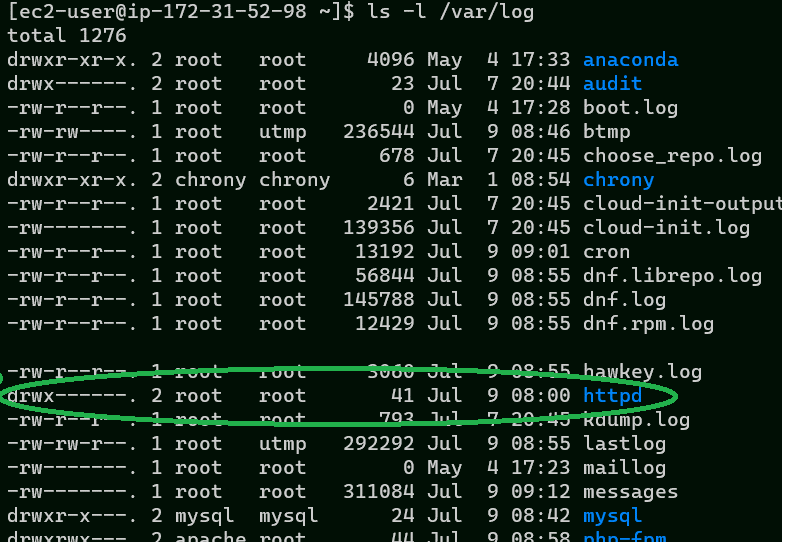 [ec2-user@ip-172-31-52-98 ~]$ ls -l /var/log
total 1276
drwxr-xr-x. 2 root   root     4096 May  4 17:33 anaconda
drwx------. 2 root   root       23 Jul  7 20:44 audit
-rw-r--r--. 1 root   root        0 May  4 17:28 boot.log
-rw-rw----. 1 root   utmp   236544 Jul  9 08:46 btmp
-rw-r--r--. 1 root   root      678 Jul  7 20:45 choose_repo.log
drwxr-xr-x. 2 chrony chrony      6 Mar  1 08:54 chrony
-rw-r--r--. 1 root   root     2421 Jul  7 20:45 cloud-init-output
-rw-------. 1 root   root   139356 Jul  7 20:45 cloud-init.log
-rw-r--r--. 1 root   root    13192 Jul  9 09:01 cron
-rw-r--r--. 1 root   root    56844 Jul  9 08:55 dnf.librepo.log
-rw-r--r--. 1 root   root   145788 Jul  9 08:55 dnf.log
-rw-r--r--. 1 root   root    12429 Jul  9 08:55 dnf.rpm.log
-rw-r--r--. 1 root   root     3060 Jul  9 08:55 hawkey.log
drwx------. 2 root   root       41 Jul  9 08:00 httpd
-rw-r--r--. 1 root   root      793 Jul  7 20:45 kdump.log
-rw-rw-r--. 1 root   utmp   292292 Jul  9 08:55 lastlog
-rw-------. 1 root   root        0 May  4 17:23 maillog
-rw-------. 1 root   root   311084 Jul  9 09:12 messages
drwxr-x---. 2 mysql  mysql      24 Jul  9 08:42 mysql
drwxrwx---. 2 apache root       44 Jul  9 08:58 php-fpm